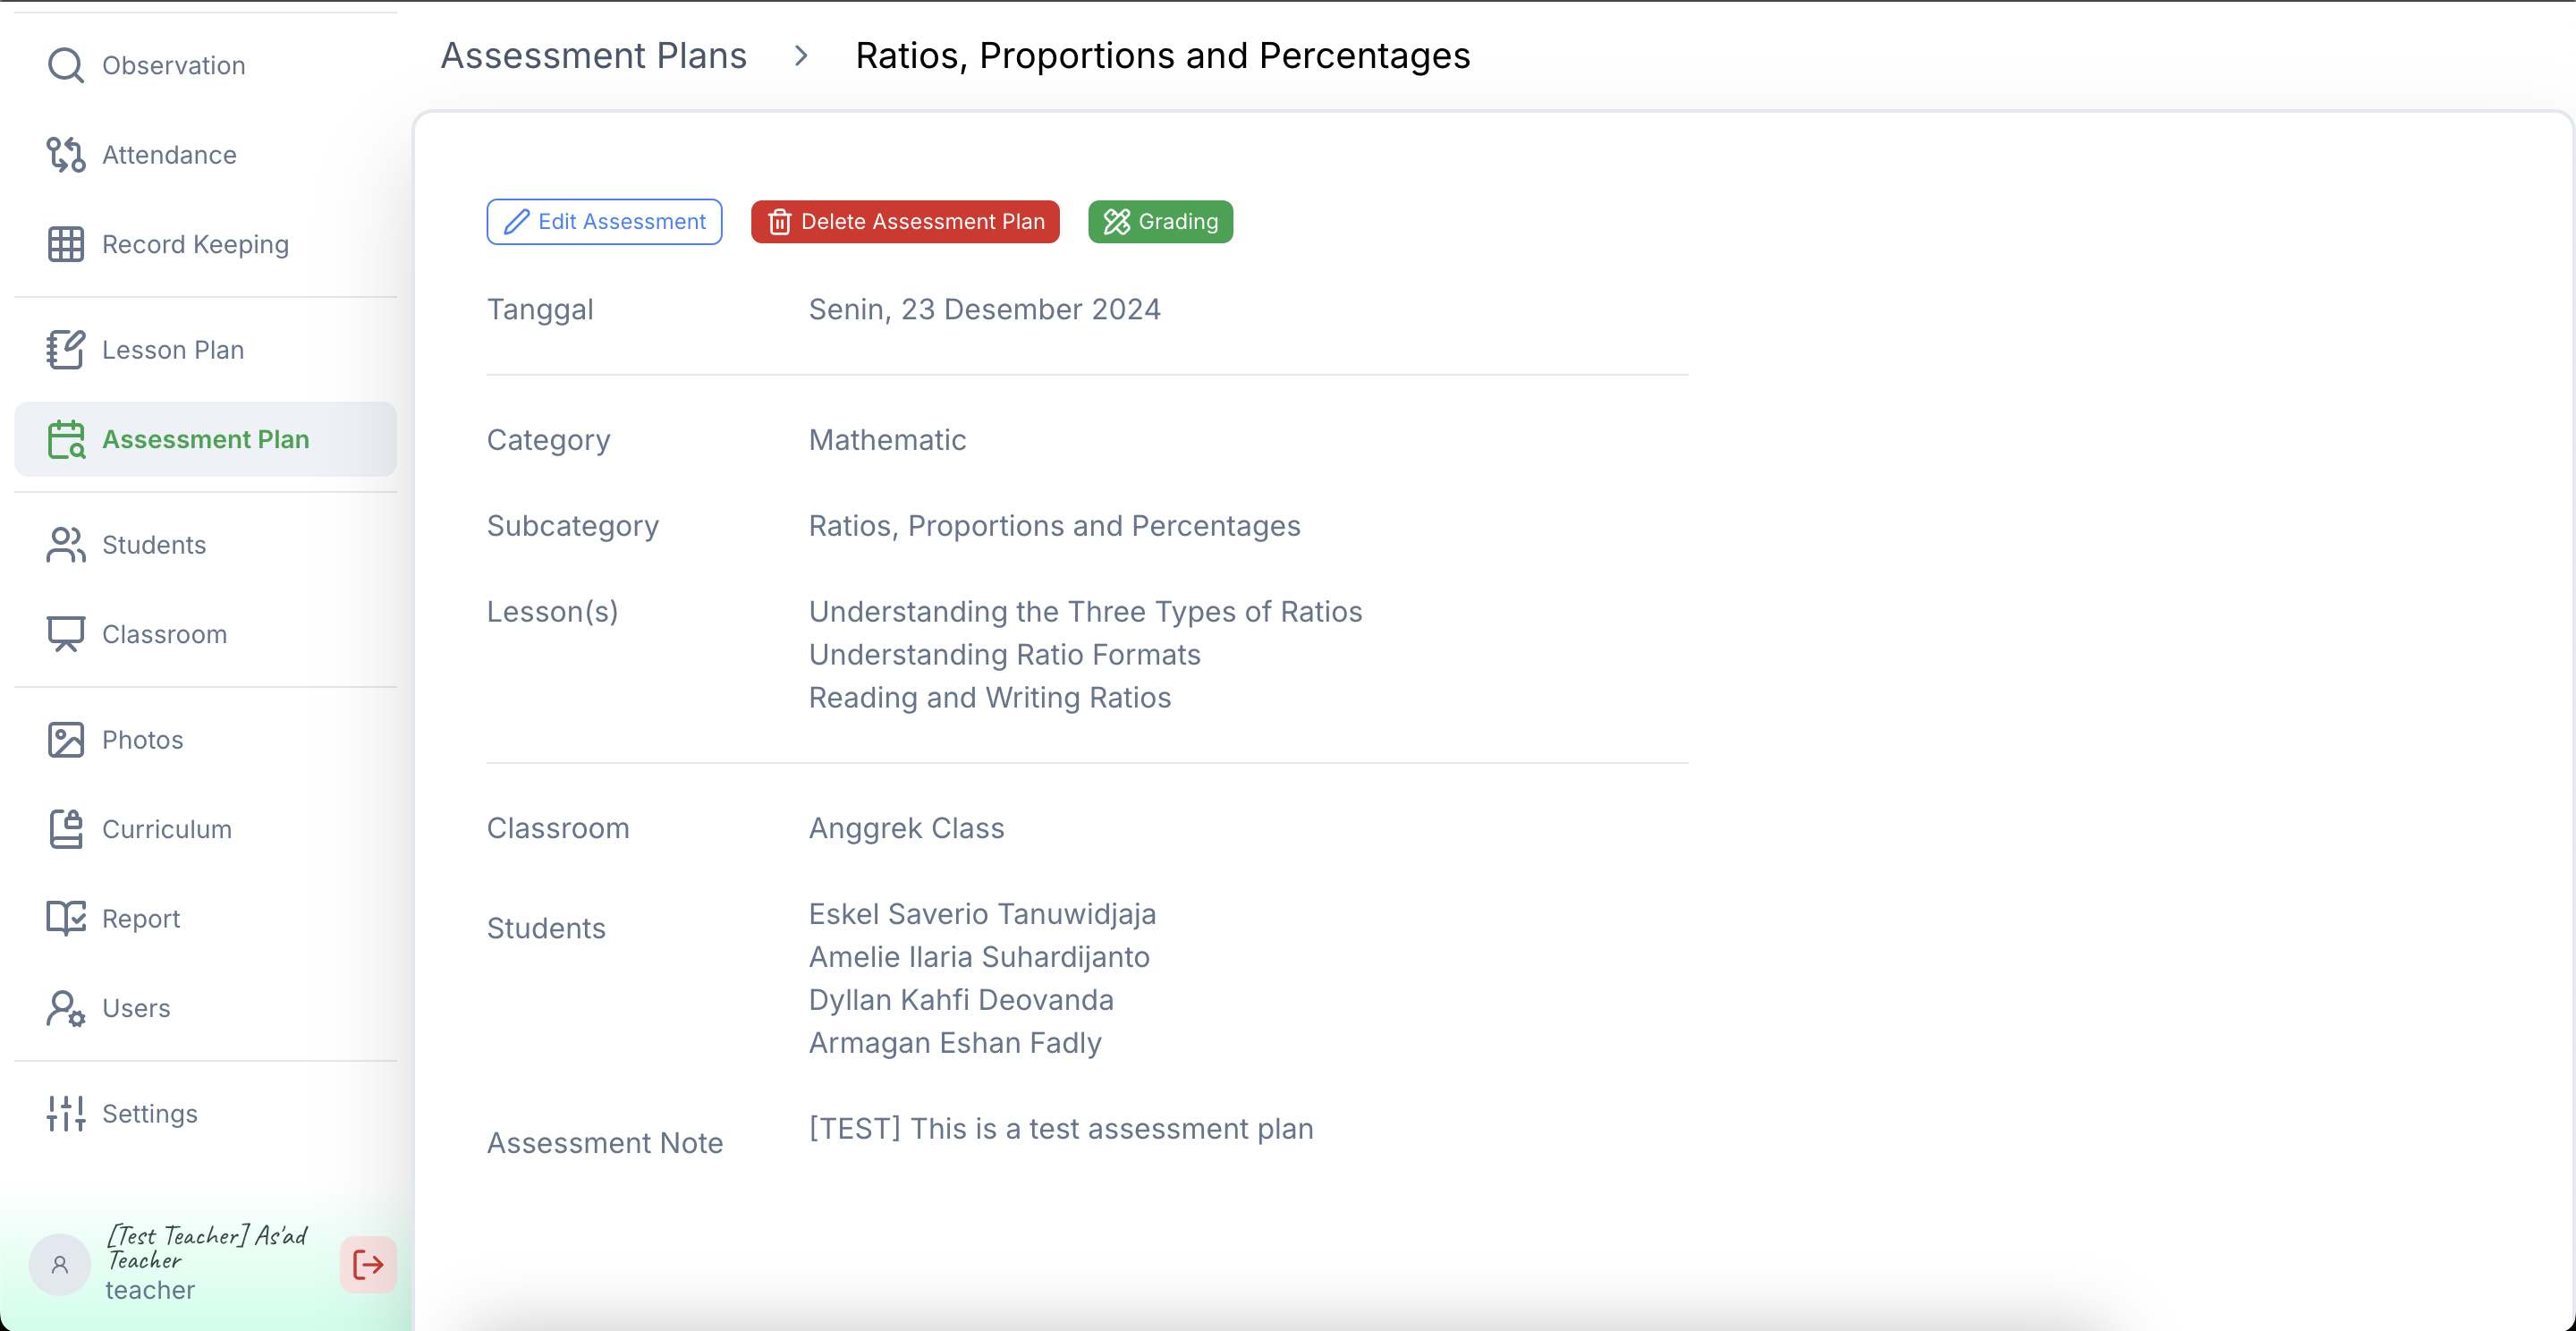 Observation
Attendance
Record Keeping
Lesson Plan
Assessment Plan
Students
Classroom
Photos
Curriculum
Report
Users
Settings
[Test Teacher] As'ad
Teacher
teacher
Assessment Plans > Ratios, Proportions and Percentages
Edit Assessment Delete Assessment Plan Grading
Tanggal Senin, 23 Desember 2024
Category Mathematic
Subcategory Ratios, Proportions and Percentages
Lesson(s) Understanding the Three Types of Ratios
Understanding Ratio Formats
Reading and Writing Ratios
Classroom Anggrek Class
Students Eskel Saverio Tanuwidjaja
Amelie Ilaria Suhardijanto
Dyllan Kahfi Deovanda
Armagan Eshan Fadly
Assessment Note [TEST] This is a test assessment plan